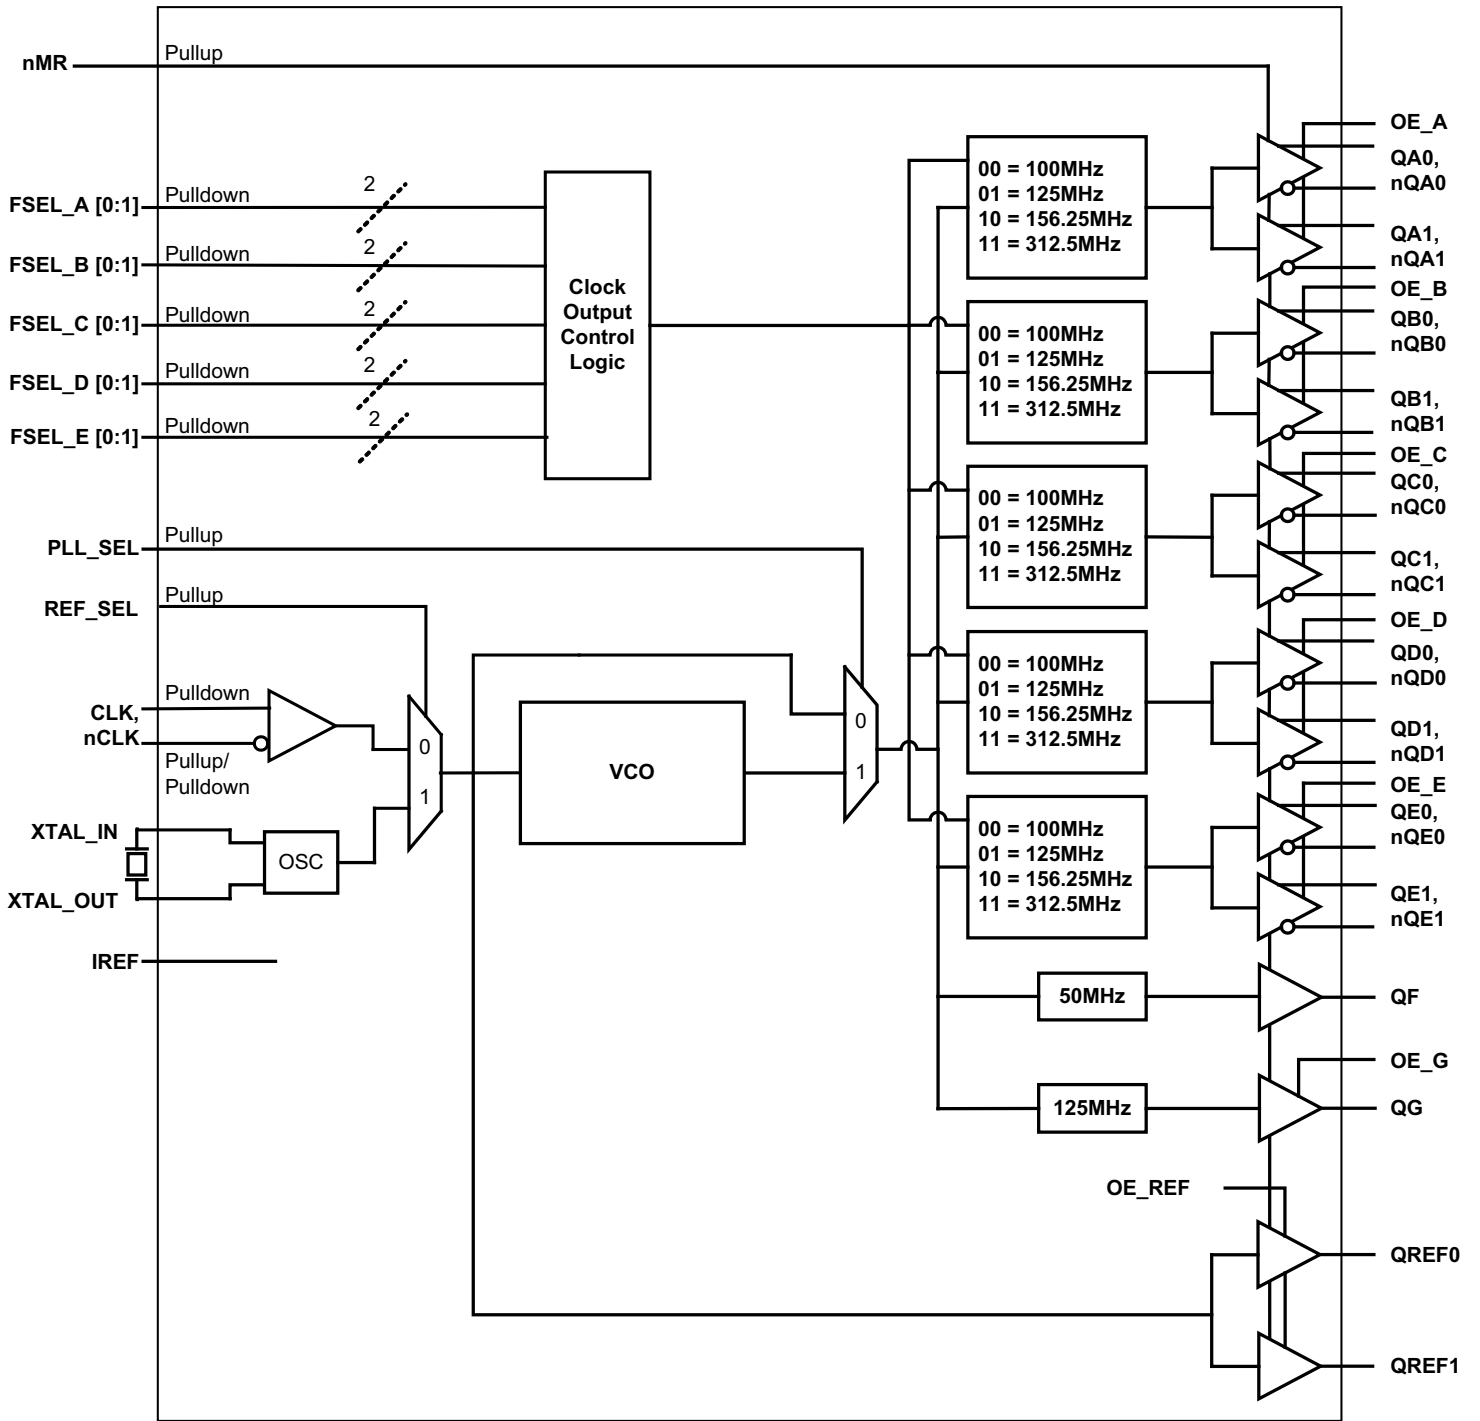 nMR
Pullup
FSEL_A [0:1]
Pulldown
2
FSEL_B [0:1]
Pulldown
2
FSEL_C [0:1]
Pulldown
2
FSEL_D [0:1]
Pulldown
2
FSEL_E [0:1]
Pulldown
2
Clock
Output
Control
Logic
PLL_SEL
Pullup
REF_SEL
Pullup
CLK,
nCLK
Pulldown
Pullup/
Pulldown
0
1
XTAL_IN
XTAL_OUT
OSC
IREF
VCO
0
1
00 = 100MHz
01 = 125MHz
10 = 156.25MHz
11 = 312.5MHz
00 = 100MHz
01 = 125MHz
10 = 156.25MHz
11 = 312.5MHz
00 = 100MHz
01 = 125MHz
10 = 156.25MHz
11 = 312.5MHz
00 = 100MHz
01 = 125MHz
10 = 156.25MHz
11 = 312.5MHz
00 = 100MHz
01 = 125MHz
10 = 156.25MHz
11 = 312.5MHz
50MHz
125MHz
OE_A
QA0,
nQA0
QA1,
nQA1
OE_B
QB0,
nQB0
QB1,
nQB1
OE_C
QC0,
nQC0
QC1,
nQC1
OE_D
QD0,
nQD0
QD1,
nQD1
OE_E
QE0,
nQE0
QE1,
nQE1
QF
OE_G
QG
OE_REF
QREF0
QREF1